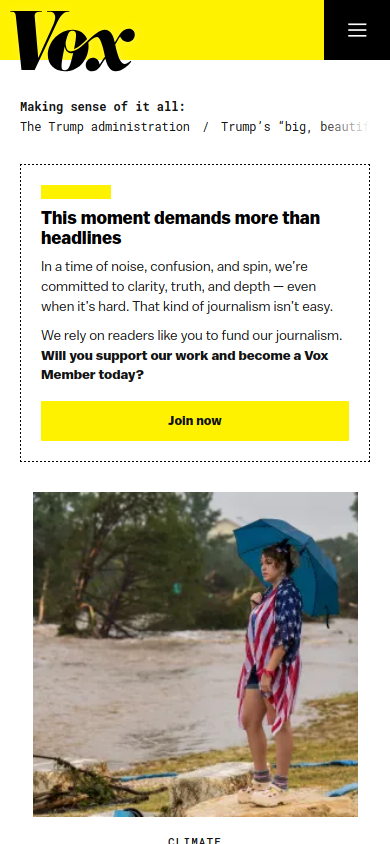 Vox
Making sense of it all:
The Trump administration / Trump's "big,
This moment demands more than
headlines
In a time of noise, confusion, and spin, we're
committed to clarity, truth, and depth — even
when it's hard. That kind of journalism isn't easy.
We rely on readers like you to fund our journalism.
Will you support our work and become a Vox
Member today?
Join now
CLIMATE